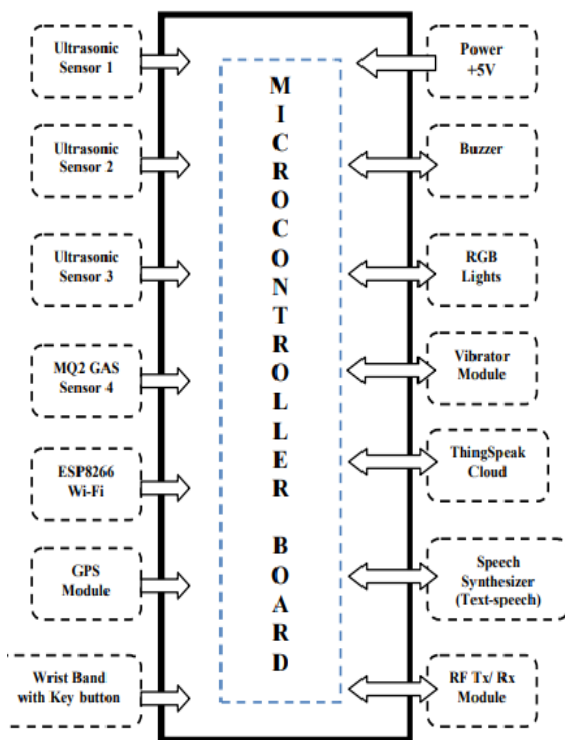 Ultrasonic
Sensor 1
Ultrasonic
Sensor 2
Ultrasonic
Sensor 3
MQ2 GAS
Sensor 4
ESP8266
Wi-Fi
GPS
Module
Wrist Band
with Key button
MICROCONTROLLER BOARD
Power
+5V
Buzzer
RGB
Lights
Vibrator
Module
ThingSpeak
Cloud
Speech
Synthesizer
(Text-speech)
RF Tx/ Rx
Module